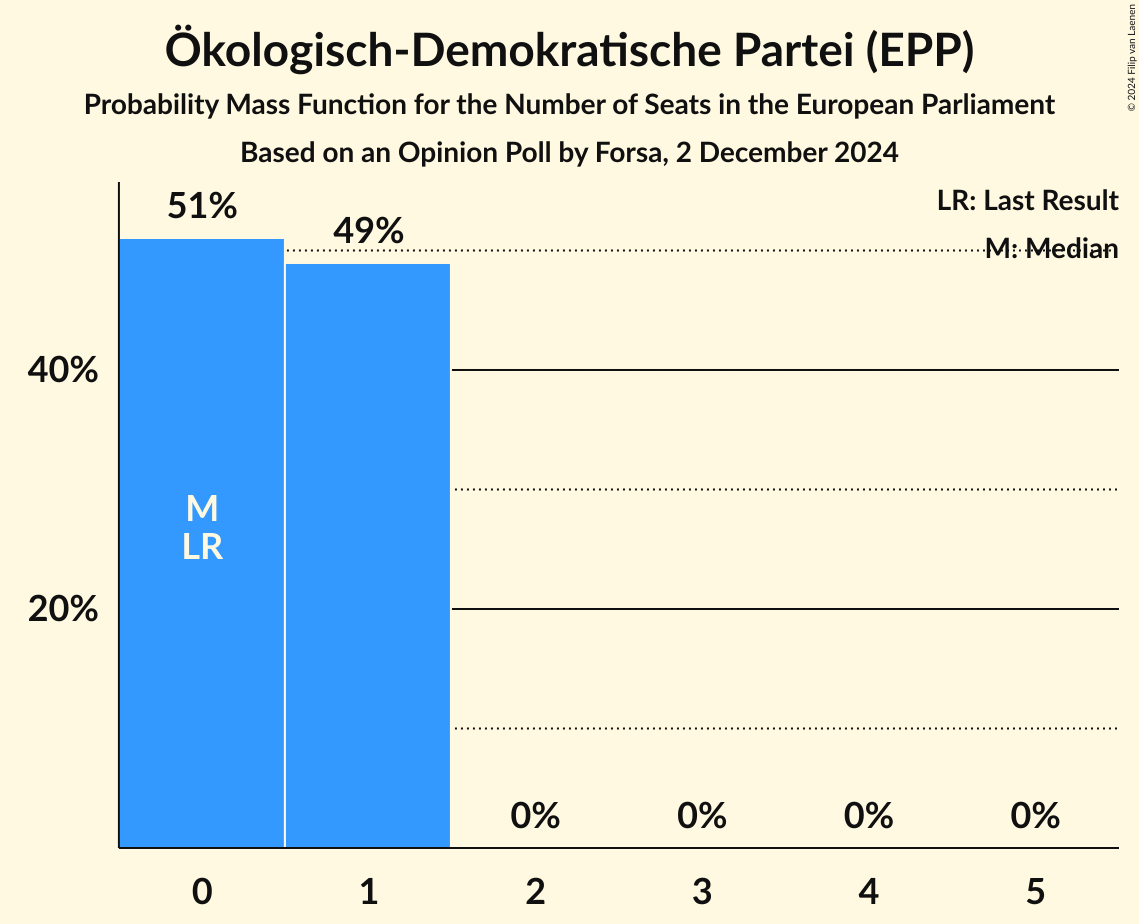 Ökologisch-Demokratische Partei (EPP)
Probability Mass Function for the Number of Seats in the European Parliament
Based on an Opinion Poll by Forsa, 2 December 2024
© 2024 Filip van Laenen
LR: Last Result
M: Median
51%
49%
40%
20%
M
LR
0%
0%
0%
0%
0
1
2
3
4
5